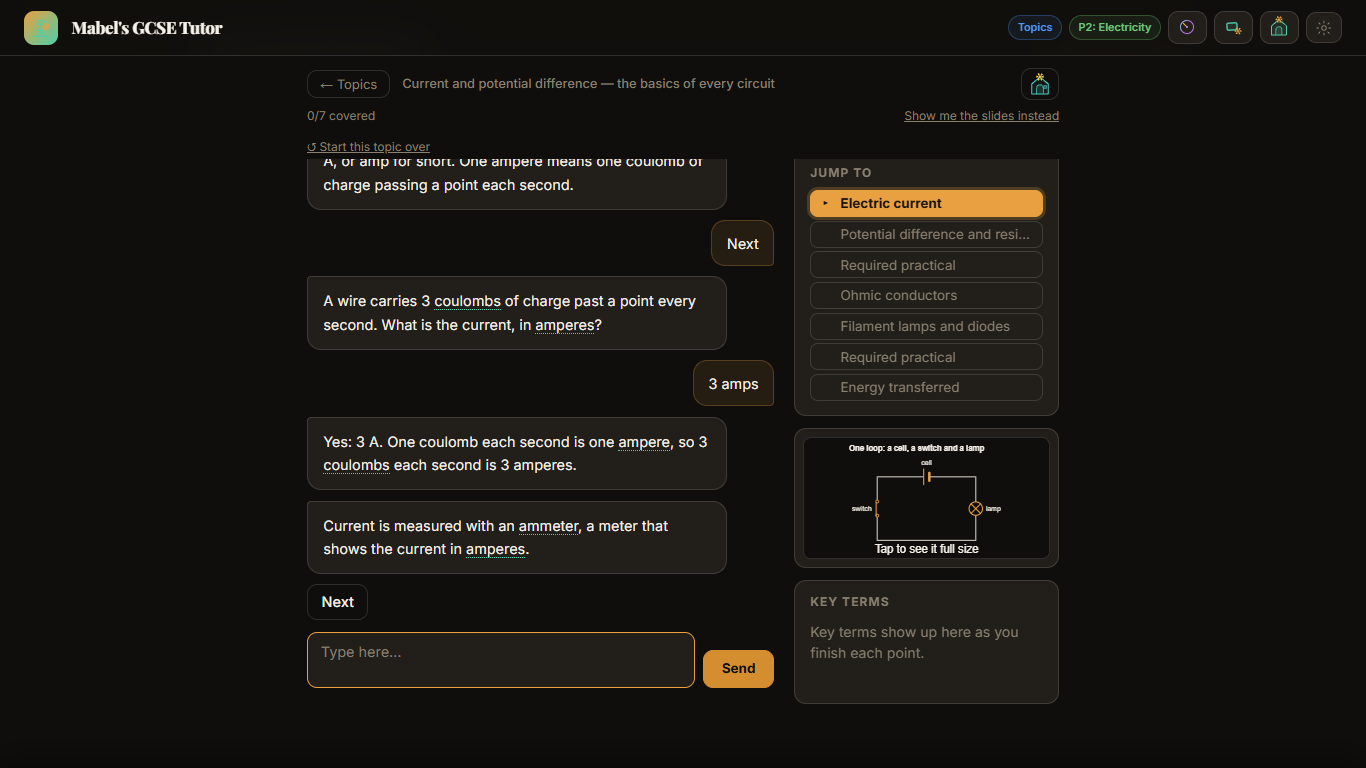 Mabel's GCSE Tutor
Topics
P2: Electricity
← Topics
Current and potential difference — the basics of every circuit
0/7 covered
Show me the slides instead
↺ Start this topic over
A, or amp for short. One ampere means one coulomb of
charge passing a point each second.
Next
A wire carries 3 coulombs of charge past a point every
second. What is the current, in amperes?
3 amps
Yes: 3 A. One coulomb each second is one ampere, so 3
coulombs each second is 3 amperes.
Current is measured with an ammeter, a meter that
shows the current in amperes.
Next
Type here...
Send
JUMP TO
Electric current
Potential difference and resi...
Required practical
Ohmic conductors
Filament lamps and diodes
Required practical
Energy transferred
One loop: a cell, a switch and a lamp
cell
switch
lamp
Tap to see it full size
KEY TERMS
Key terms show up here as you
finish each point.